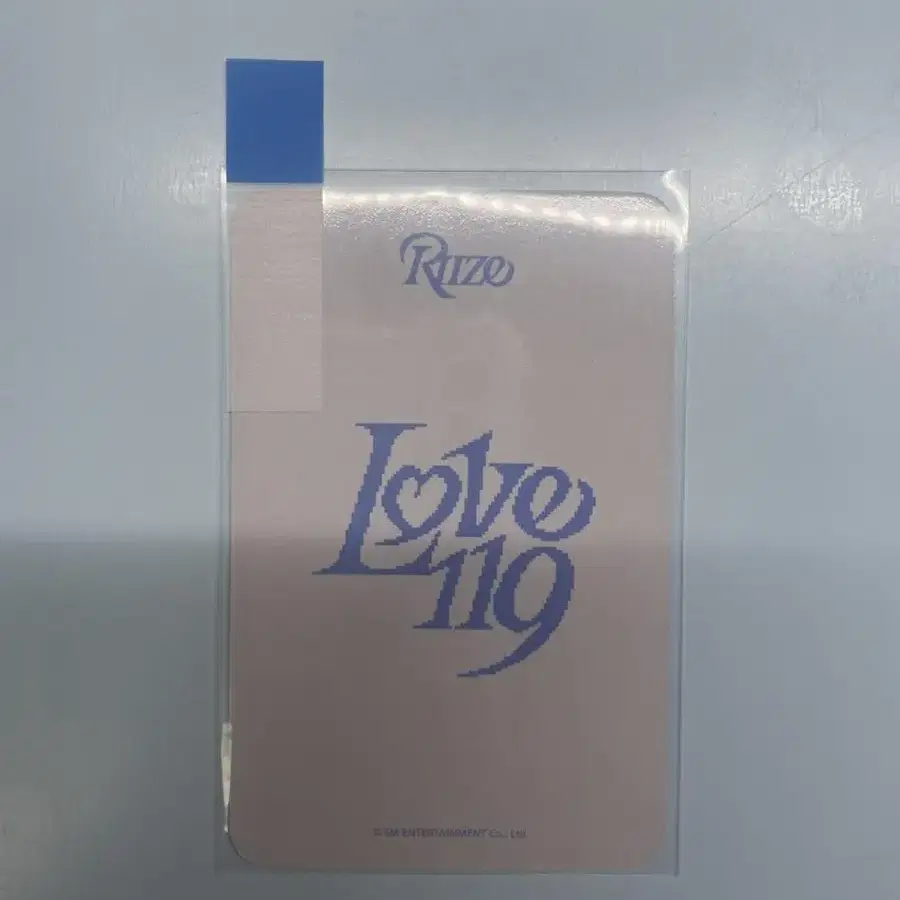 RIIZE
Love
119
© SM ENTERTAINMENT Co., Ltd.